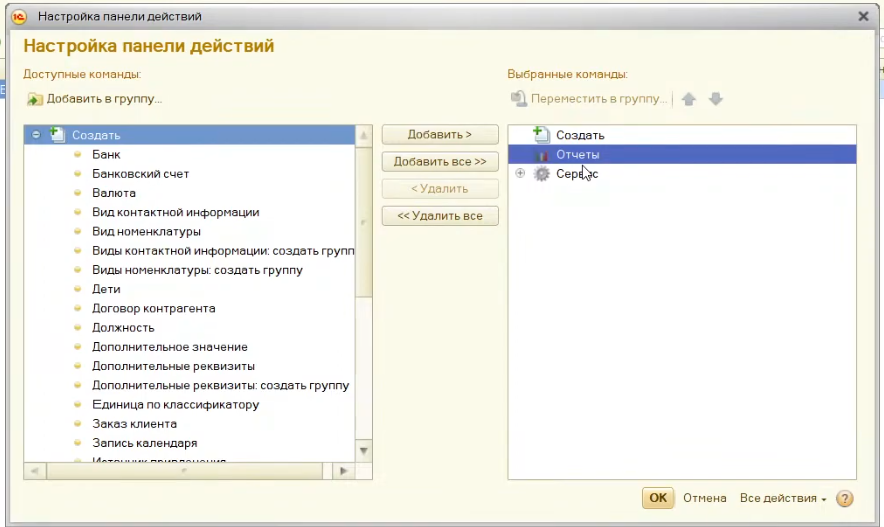 Настройка панели действий
Настройка панели действий
Доступные команды:
Выбранные команды:
Добавить в группу...
Переместить в группу...
Создать
Банк
Банковский счет
Валюта
Вид контактной информации
Вид номенклатуры
Виды контактной информации: создать групп
Виды номенклатуры: создать группу
Дети
Договор контрагента
Должность
Дополнительное значение
Дополнительные реквизиты
Дополнительные реквизиты: создать группу
Единица по классификатору
Заказ клиента
Запись календаря
Источник привлечения
Добавить >
Добавить все >>
< Удалить
<< Удалить все
Создать
Отчеты
Сервис
OK
Отмена
Все действия
?